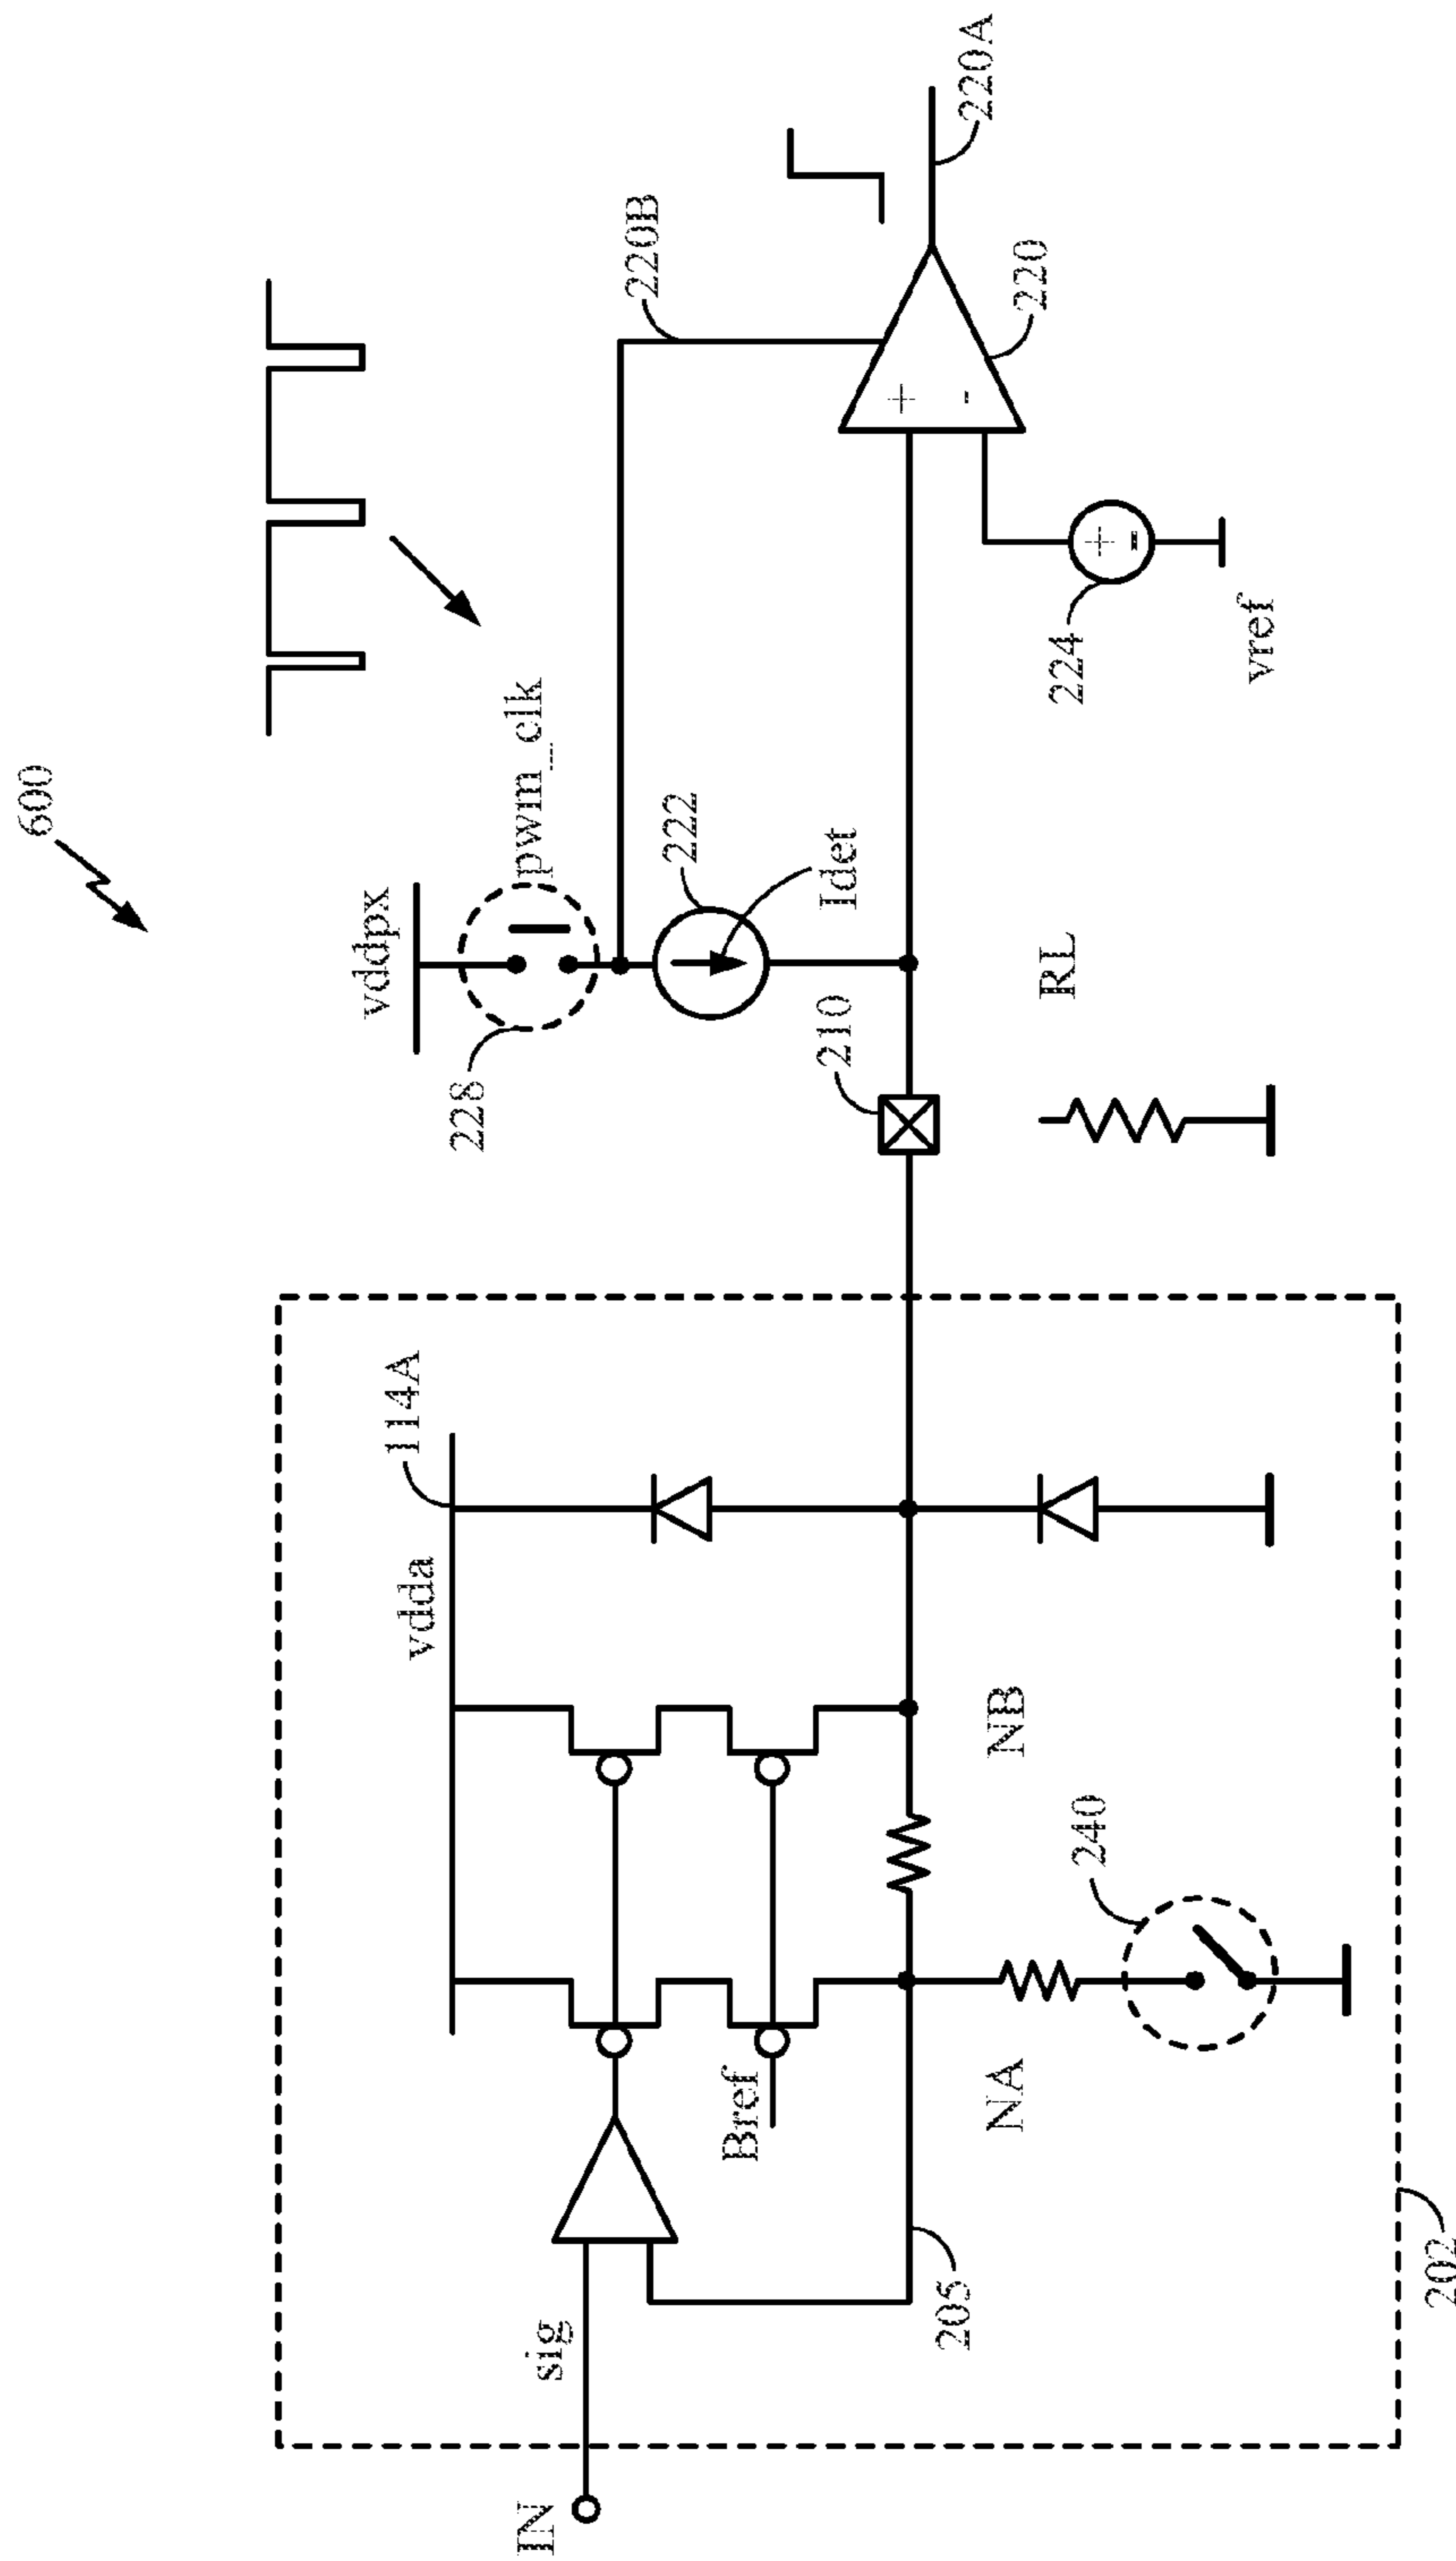 600
vddpx
pwm_clk
228
222
Idet
220B
220A
220
+
-
+
-
224
vref
210
RL
114A
vdda
Bref
NB
NA
240
IN
sig
205
202